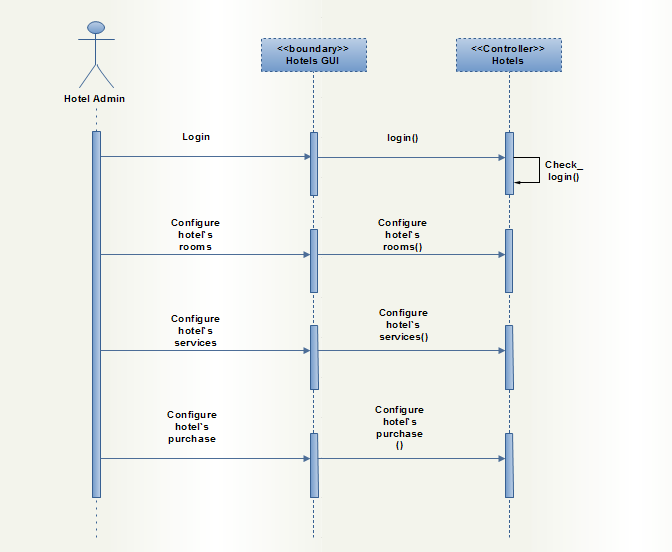 <<boundary>>
Hotels GUI
<<Controller>>
Hotels
Hotel Admin
Login
login()
Check_
login()
Configure
hotel`s
rooms
Configure
hotel`s
rooms()
Configure
hotel`s
services
Configure
hotel`s
services()
Configure
hotel`s
purchase
Configure
hotel`s
purchase
()